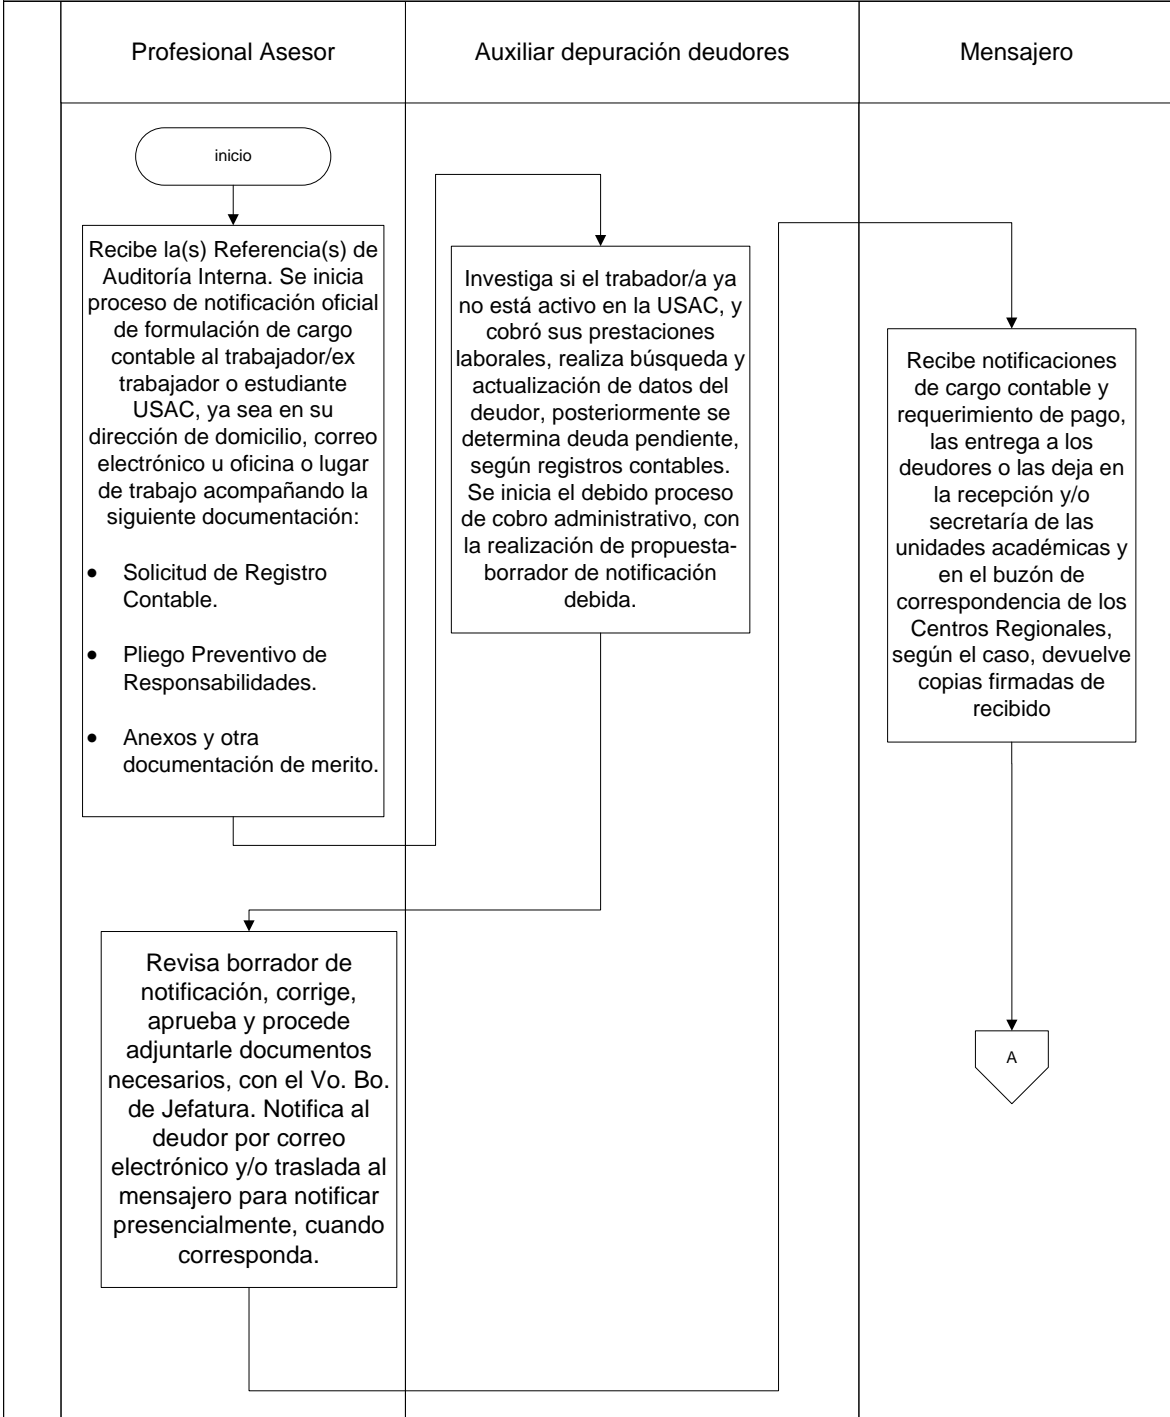 Profesional Asesor
Auxiliar depuración deudores
Mensajero
inicio
Recibe la(s) Referencia(s) de
Auditoría Interna. Se inicia
proceso de notificación oficial
de formulación de cargo
contable al trabajador/ex
trabajador o estudiante
USAC, ya sea en su
dirección de domicilio, correo
electrónico u oficina o lugar
de trabajo acompañando la
siguiente documentación:
• Solicitud de Registro
Contable.
• Pliego Preventivo de
Responsabilidades.
• Anexos y otra
documentación de merito.
Investiga si el trabador/a ya
no está activo en la USAC, y
cobró sus prestaciones
laborales, realiza búsqueda y
actualización de datos del
deudor, posteriormente se
determina deuda pendiente,
según registros contables.
Se inicia el debido proceso
de cobro administrativo, con
la realización de propuesta-
borrador de notificación
debida.
Revisa borrador de
notificación, corrige,
aprueba y procede
adjuntarle documentos
necesarios, con el Vo. Bo.
de Jefatura. Notifica al
deudor por correo
electrónico y/o traslada al
mensajero para notificar
presencialmente, cuando
corresponda.
Recibe notificaciones
de cargo contable y
requerimiento de pago,
las entrega a los
deudores o las deja en
la recepción y/o
secretaría de las
unidades académicas y
en el buzón de
correspondencia de los
Centros Regionales,
según el caso, devuelve
copias firmadas de
recibido
A